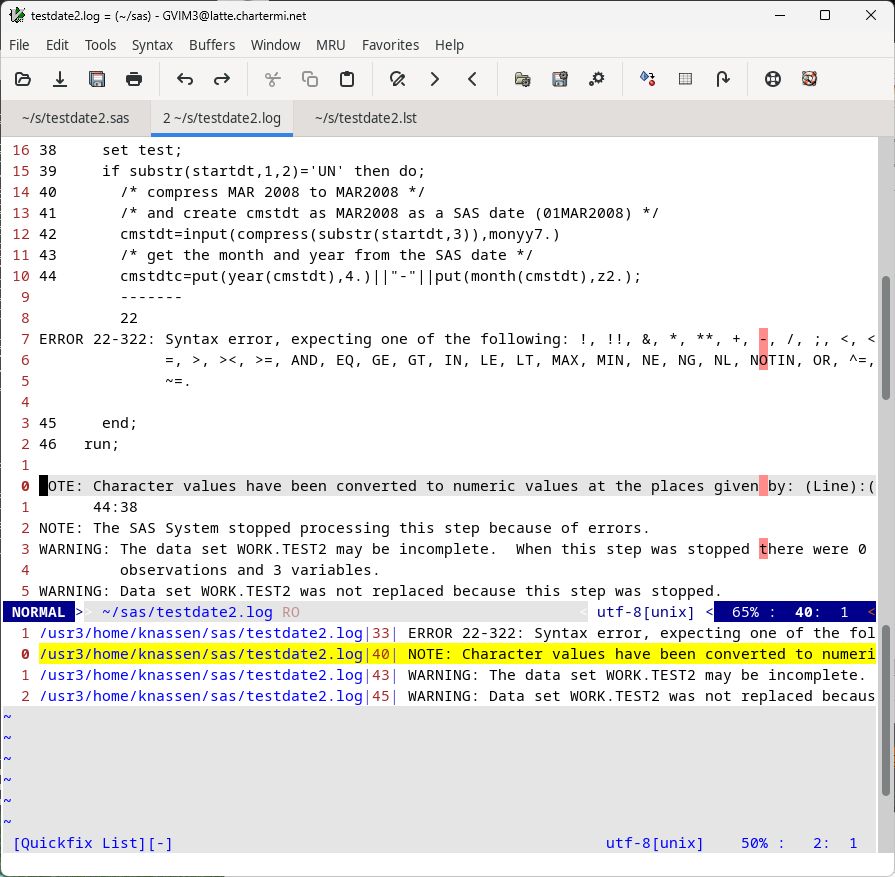 testdate2.log = (~/sas) - GVIM3@latte.chartermi.net
File Edit Tools Syntax Buffers Window MRU Favorites Help
~/s/testdate2.sas 2 ~/s/testdate2.log ~/s/testdate2.lst
16 38     set test;
15 39     if substr(startdt,1,2)='UN' then do;
14 40       /* compress MAR 2008 to MAR2008 */
13 41       /* and create cmstdt as MAR2008 as a SAS date (01MAR2008) */
12 42       cmstdt=input(compress(substr(startdt,3)),monyy7.)
11 43       /* get the month and year from the SAS date */
10 44       cmstdtc=put(year(cmstdt),4.)||"-"||put(month(cmstdt),z2.);
9          -------
8          22
7 ERROR 22-322: Syntax error, expecting one of the following: !, !!, &, *, **, +, -, /, ;, <, <
6               =, >, ><, >=, AND, EQ, GE, GT, IN, LE, LT, MAX, MIN, NE, NG, NL, NOTIN, OR, ^=,
5               ~=.
4
3 45     end;
2 46   run;
1
0 OTE: Character values have been converted to numeric values at the places given by: (Line):(
1       44:38
2 NOTE: The SAS System stopped processing this step because of errors.
3 WARNING: The data set WORK.TEST2 may be incomplete.  When this step was stopped there were 0
4          observations and 3 variables.
5 WARNING: Data set WORK.TEST2 was not replaced because this step was stopped.
NORMAL >> ~/sas/testdate2.log RO < utf-8[unix] < 65% : 40: 1 <
1 /usr3/home/knassen/sas/testdate2.log|33| ERROR 22-322: Syntax error, expecting one of the fol
0 /usr3/home/knassen/sas/testdate2.log|40| NOTE: Character values have been converted to numeri
1 /usr3/home/knassen/sas/testdate2.log|43| WARNING: The data set WORK.TEST2 may be incomplete.
2 /usr3/home/knassen/sas/testdate2.log|45| WARNING: Data set WORK.TEST2 was not replaced becaus
~
~
~
~
~
~
[Quickfix List][-] utf-8[unix] 50% : 2: 1